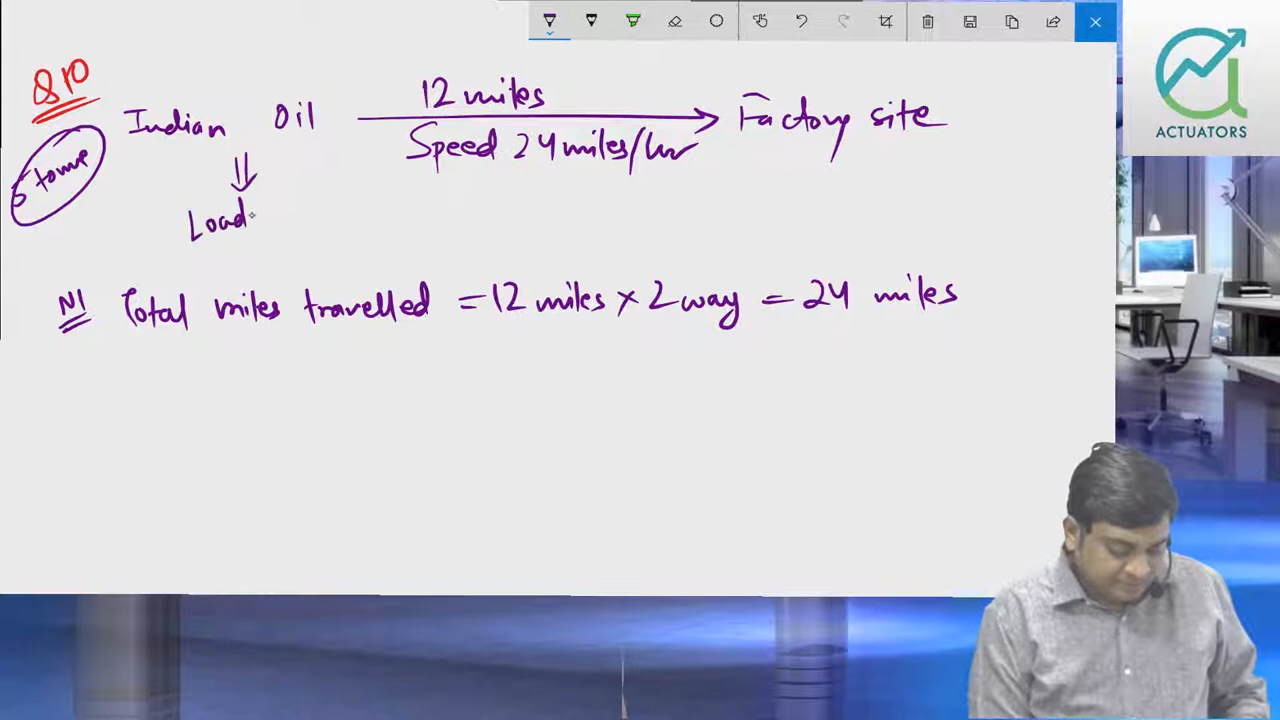 Q10
Indian Oil
12 miles
Speed 24 miles/hr
Factory site
5 tonne
Load
N1 Total miles travelled = 12 miles × 2 way = 24 miles
ACTUATORS